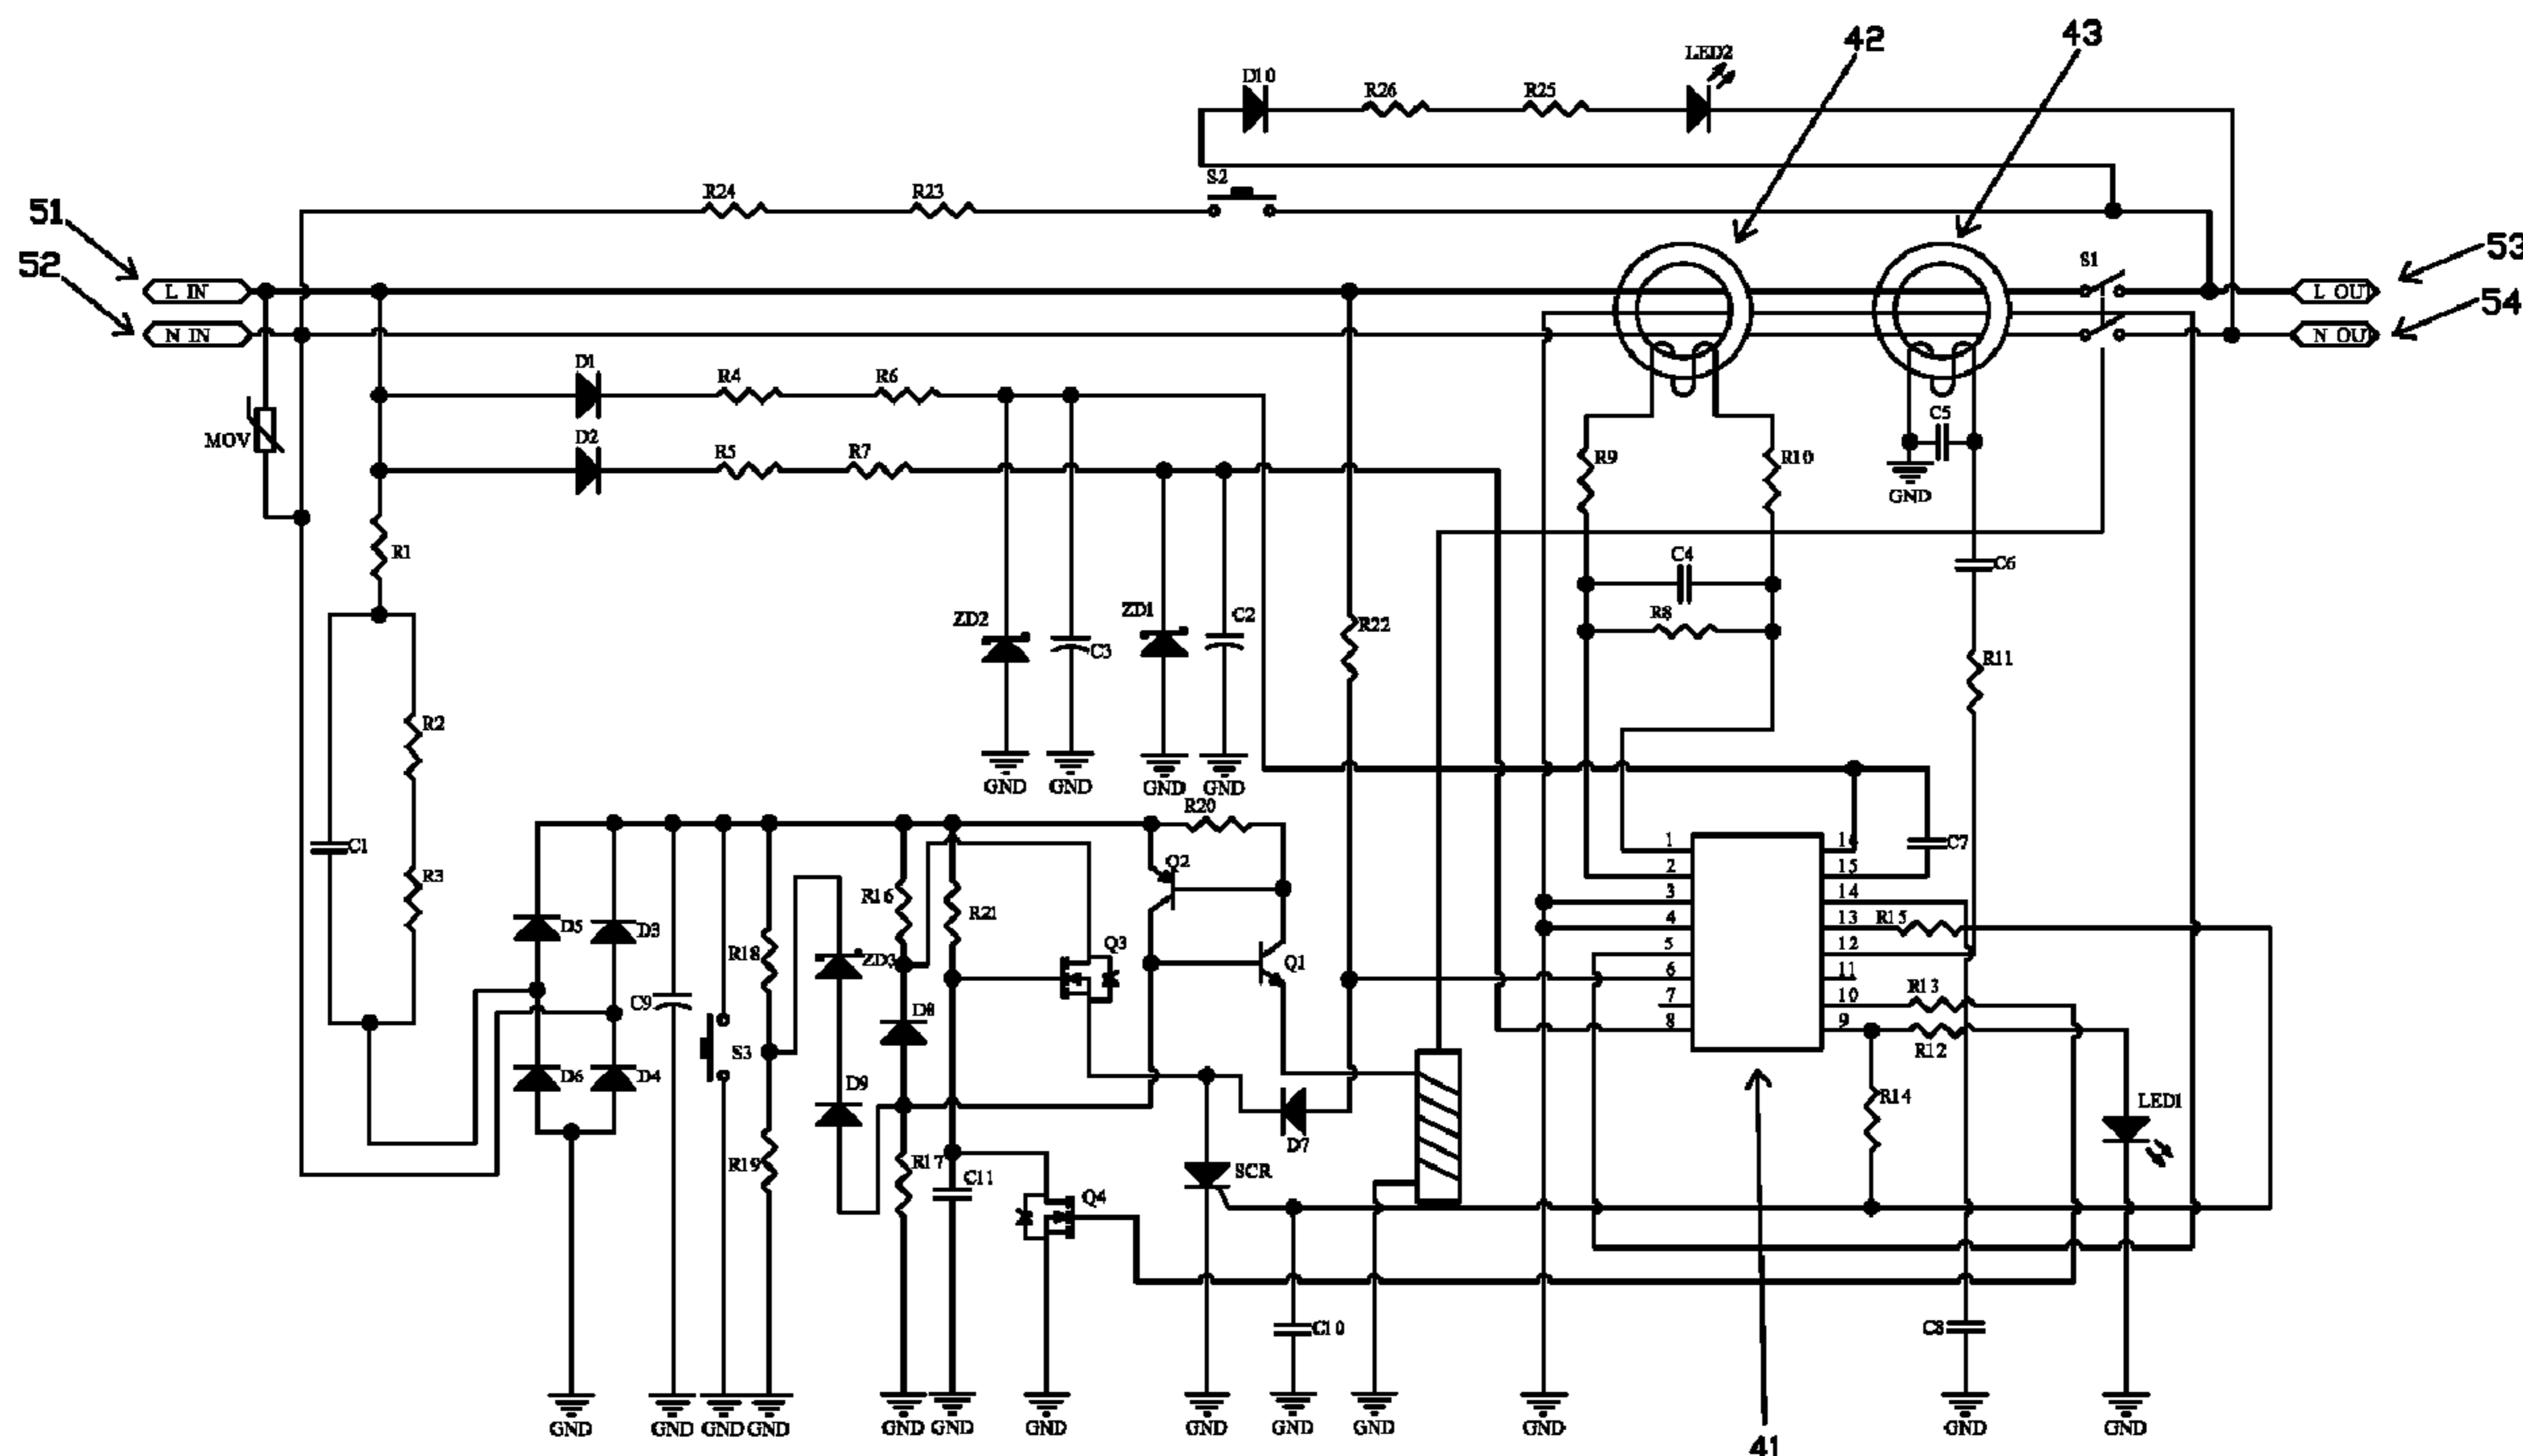 42
43
D10
R26
R25
LED2
51
R24
R23
S2
53
52
S1
L IN
L OUT
54
N IN
N OUT
D1
R4
R6
MOV
D2
R5
R7
C5
R9
R10
GND
R1
C4
C6
ZD2
C3
ZD1
C2
R8
R22
R11
R2
GND
GND
GND
GND
R20
C1
R3
Q2
1
16
C7
2
15
R16
R21
3
14
D5
D3
4
13
R15
R18
ZD3
Q3
Q1
5
12
6
11
C9
D8
7
10
R13
8
9
S3
R12
D6
D4
D9
R14
LED1
D7
R19
R17
C11
SCR
Q4
C10
C8
GND
GND
GND
GND
GND
GND
GND
GND
GND
GND
GND
GND
GND
41